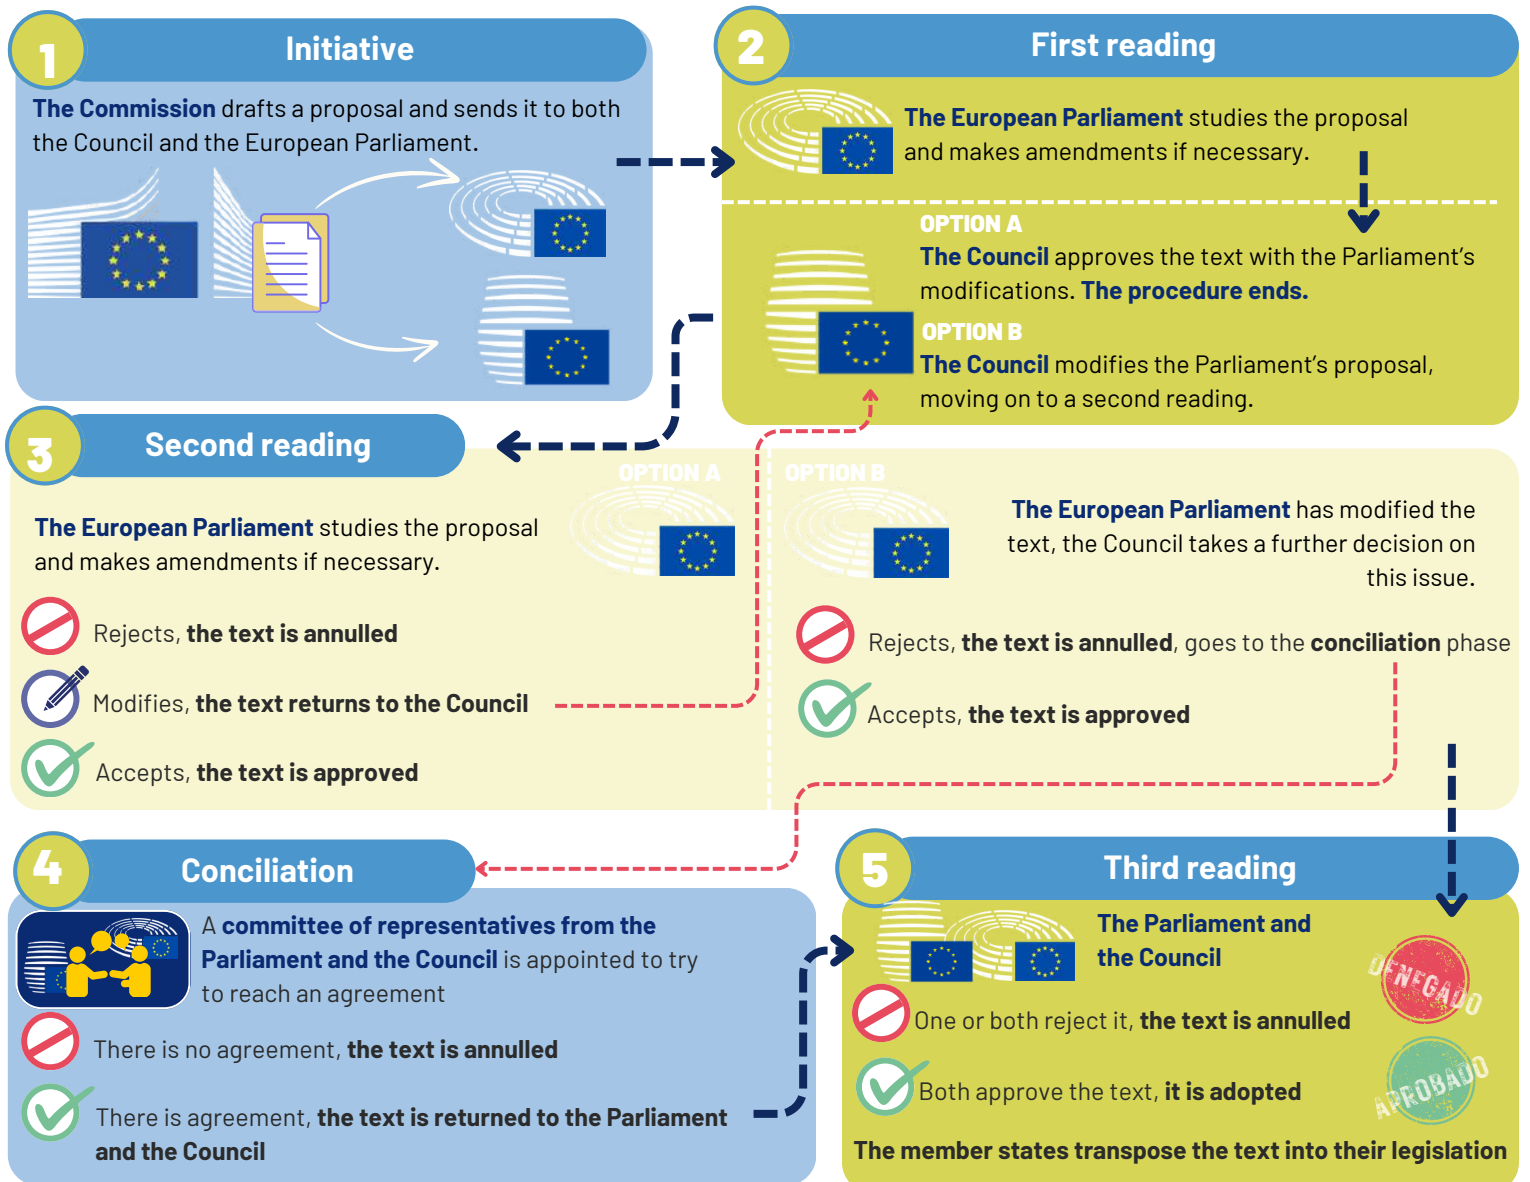 1
Initiative
The Commission drafts a proposal and sends it to both
the Council and the European Parliament.
2
First reading
The European Parliament studies the proposal
and makes amendments if necessary.
OPTION A
The Council approves the text with the Parliament's
modifications. The procedure ends.
OPTION B
The Council modifies the Parliament's proposal,
moving on to a second reading.
3
Second reading
OPTION A
The European Parliament studies the proposal
and makes amendments if necessary.
Rejects, the text is annulled
Modifies, the text returns to the Council
Accepts, the text is approved
OPTION B
The European Parliament has modified the
text, the Council takes a further decision on
this issue.
Rejects, the text is annulled, goes to the conciliation phase
Accepts, the text is approved
4
Conciliation
A committee of representatives from the
Parliament and the Council is appointed to try
to reach an agreement
There is no agreement, the text is annulled
There is agreement, the text is returned to the Parliament
and the Council
5
Third reading
The Parliament and
the Council
DENEGADO
One or both reject it, the text is annulled
APROBADO
Both approve the text, it is adopted
The member states transpose the text into their legislation